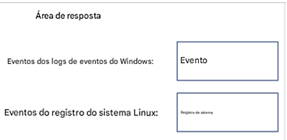 Área de resposta
Eventos dos logs de eventos do Windows:
Evento
Eventos do registro do sistema Linux:
Registro do sistema